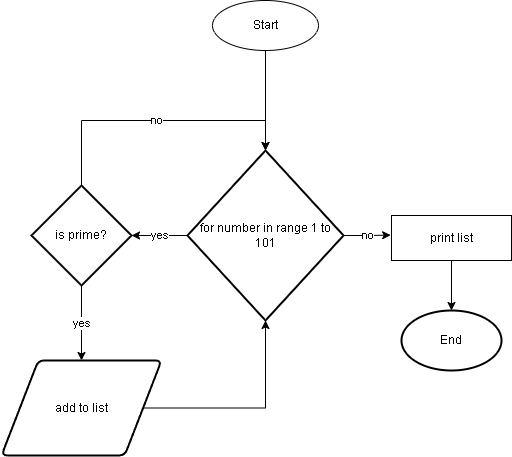 Start
no
is prime?
yes
for number in range 1 to
101
no
print list
yes
End
add to list